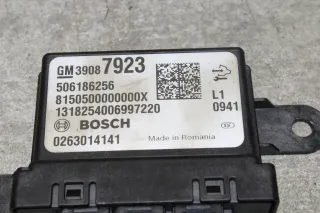 GM 3908 7923
506186256
8150500000000X
1318254006997220
L1
0941
BOSCH
Made in Romania
0263014141